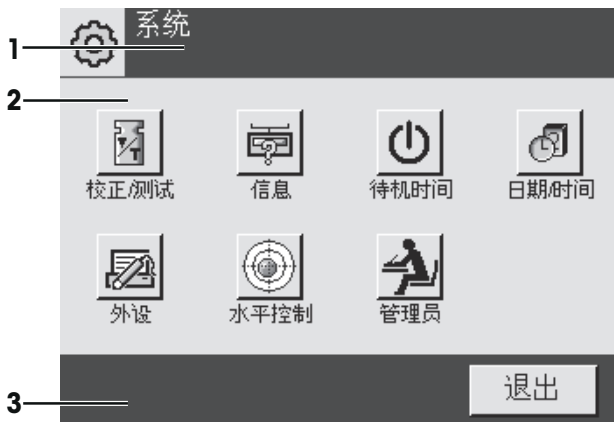 系统
1
2
校正/测试 信息 待机时间 日期/时间
外设 水平控制 管理员
3
退出